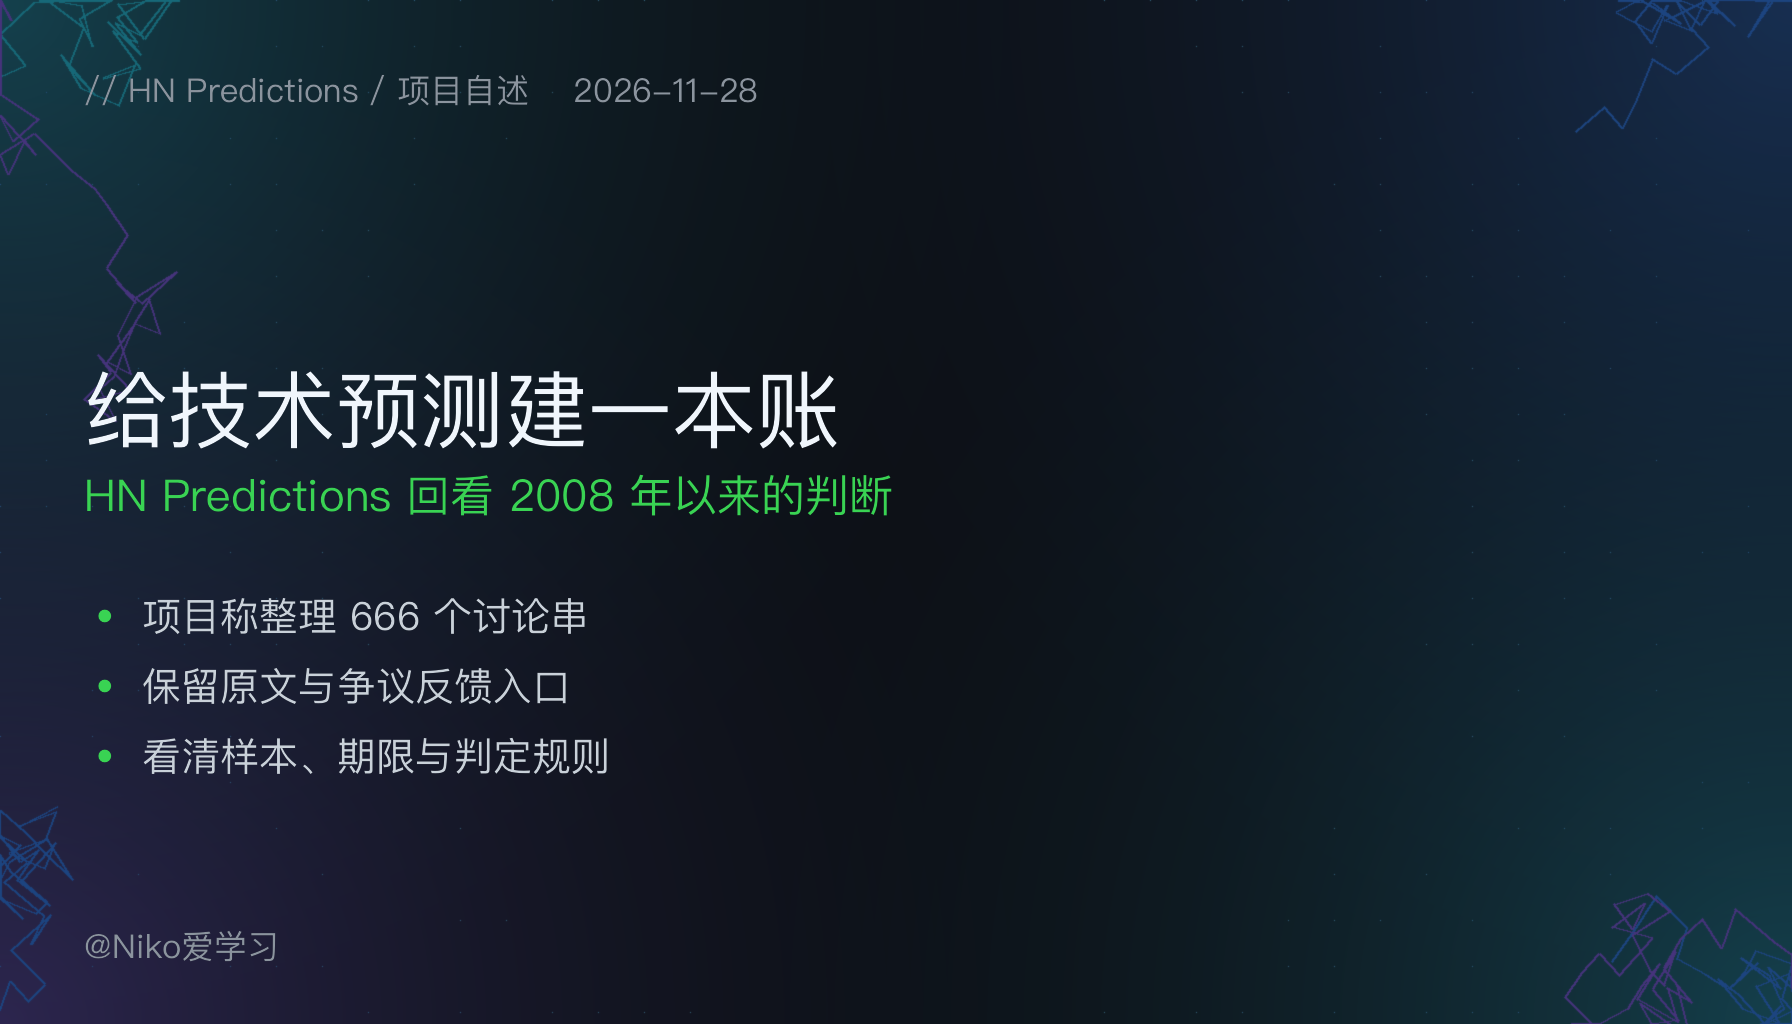 // HN Predictions / 项目自述 2026-11-28
给技术预测建一本账
HN Predictions 回看 2008 年以来的判断
• 项目称整理 666 个讨论串
• 保留原文与争议反馈入口
• 看清样本、期限与判定规则
@Niko爱学习